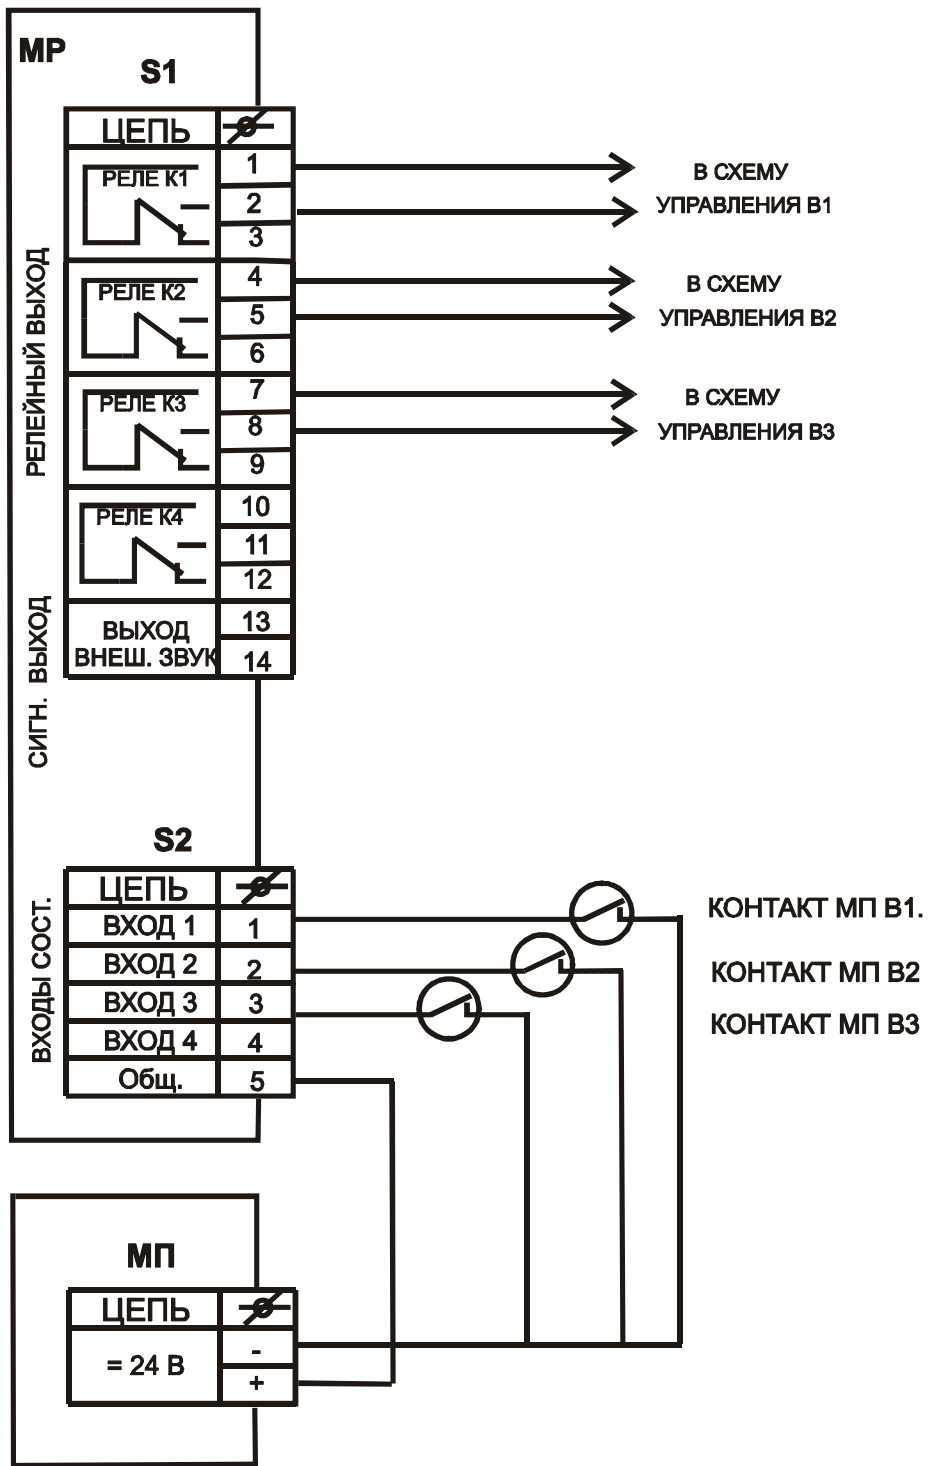 МР
S1
ЦЕПЬ
РЕЛЕ К1
1
2
3
В СХЕМУ
УПРАВЛЕНИЯ В1
РЕЛЕ К2
4
5
6
В СХЕМУ
УПРАВЛЕНИЯ В2
РЕЛЕ К3
7
8
9
В СХЕМУ
УПРАВЛЕНИЯ В3
РЕЛЕ К4
10
11
12
РЕЛЕЙНЫЙ ВЫХОД
ВЫХОД
ВНЕШ. ЗВУК
13
14
СИГН. ВЫХОД
S2
ЦЕПЬ
ВХОД 1 1
ВХОД 2 2
ВХОД 3 3
ВХОД 4 4
Общ. 5
ВХОДЫ СОСТ.
КОНТАКТ МП В1.
КОНТАКТ МП В2
КОНТАКТ МП В3
МП
ЦЕПЬ
= 24 В
-
+